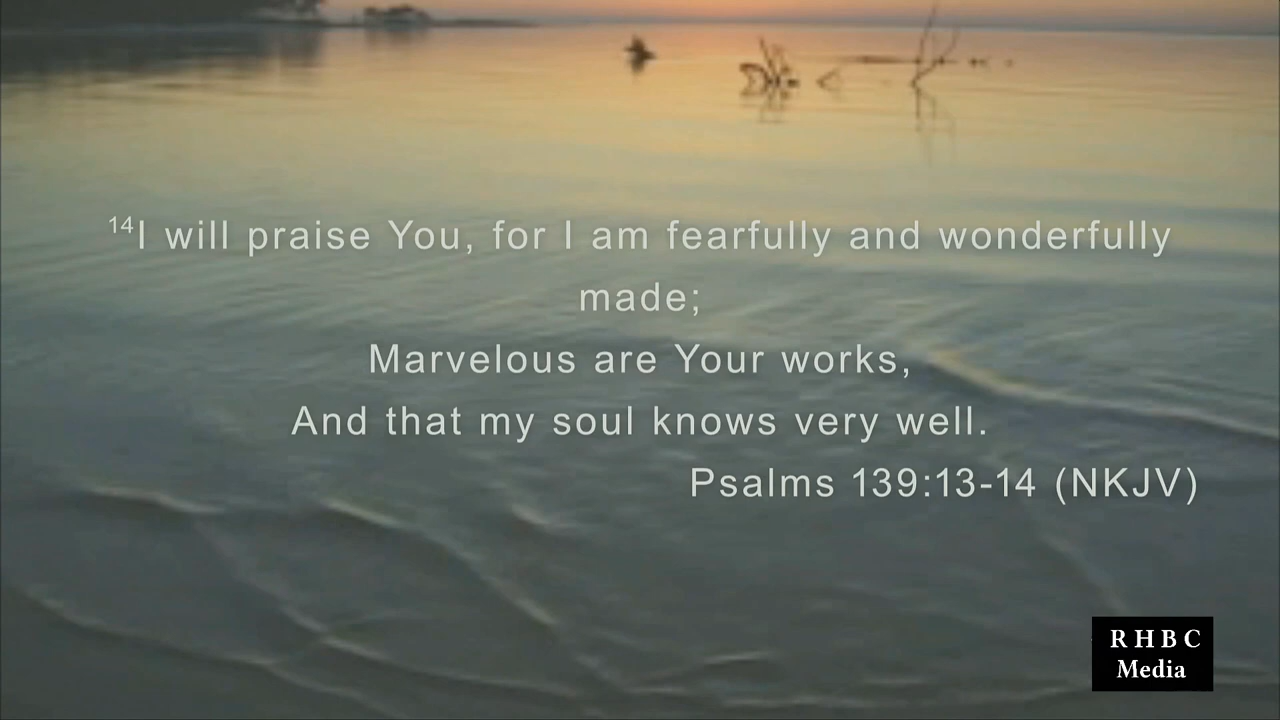 14I will praise You, for I am fearfully and wonderfully
made;
Marvelous are Your works,
And that my soul knows very well.
Psalms 139:13-14 (NKJV)
RHBC
Media